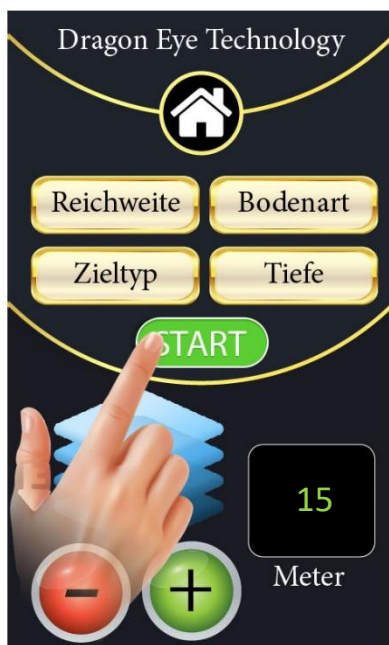 Dragon Eye Technology
Reichweite
Bodenart
Zieltyp
Tiefe
START
15
Meter
-
+